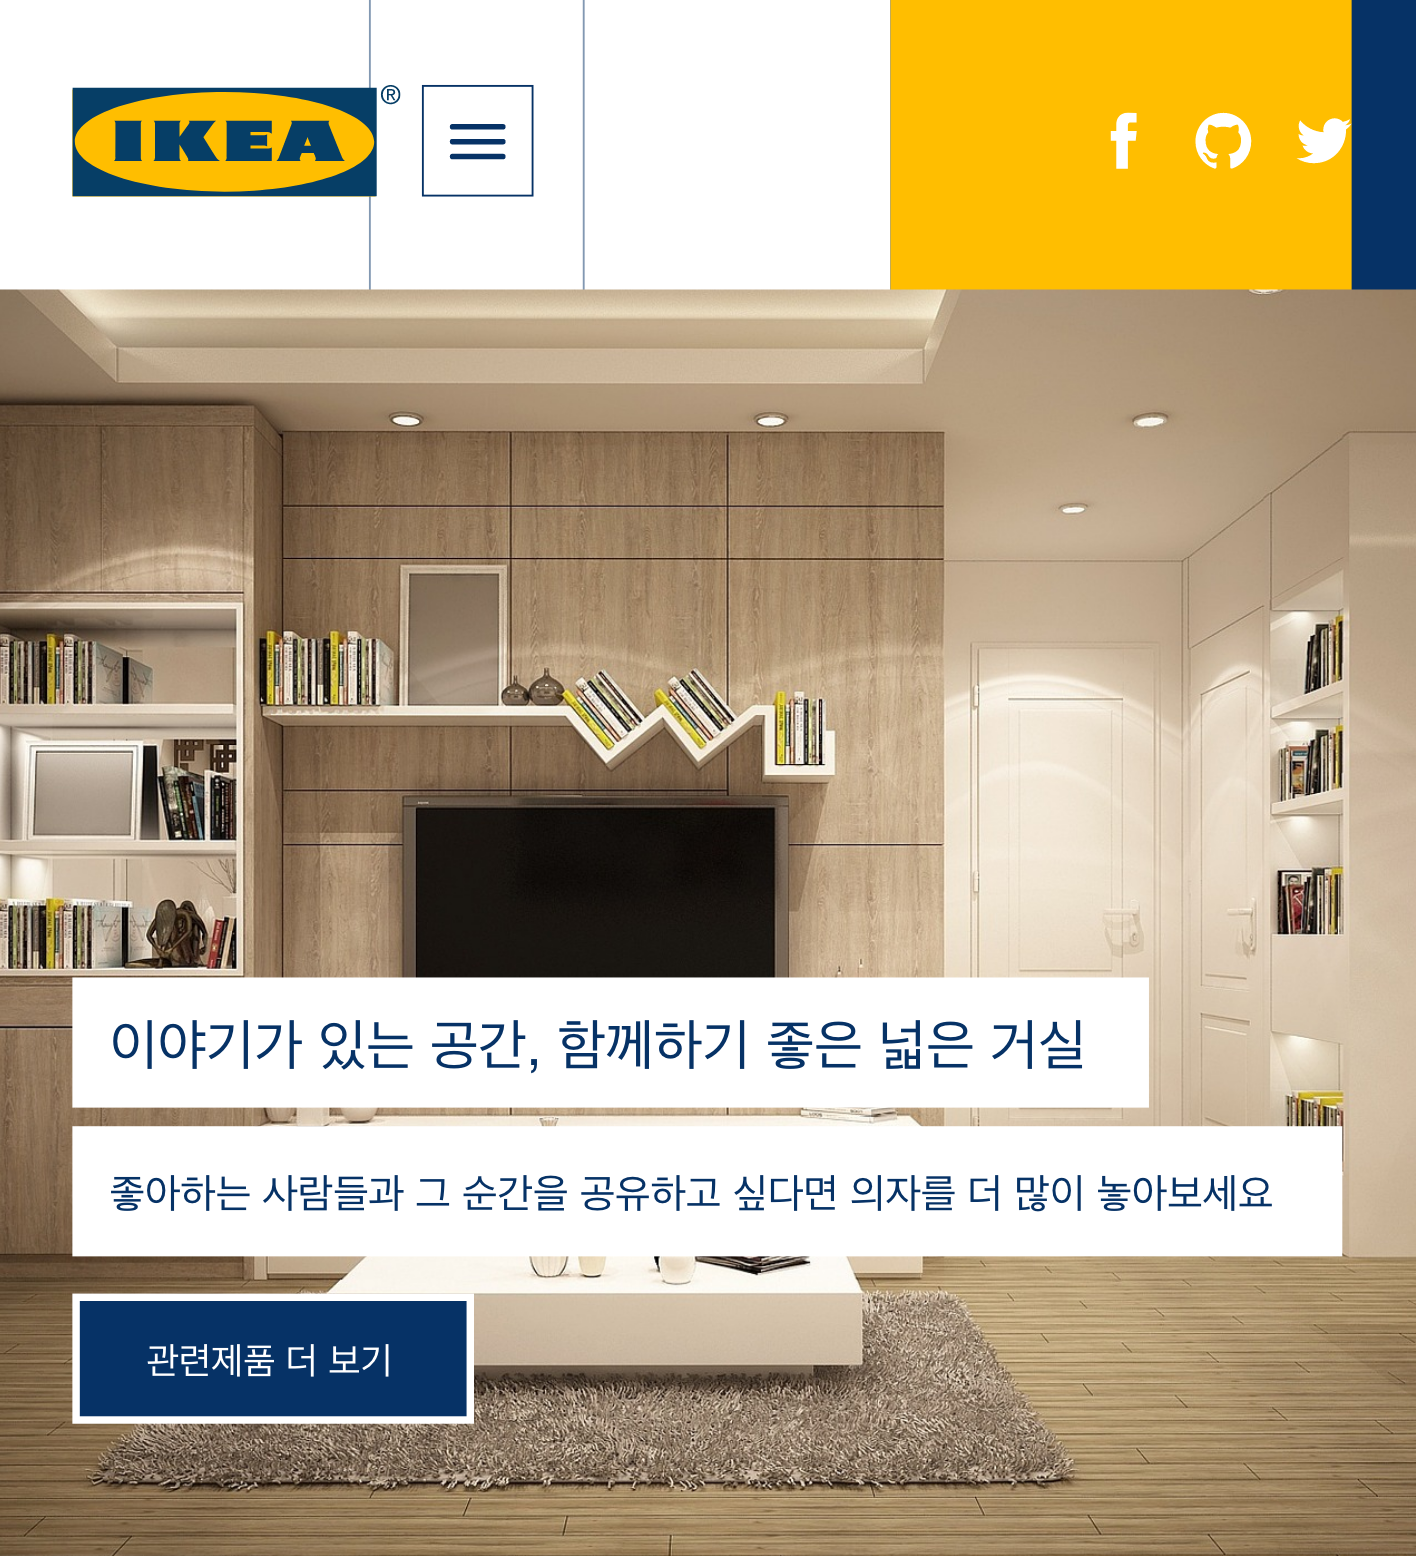 IKEA®
이야기가 있는 공간, 함께하기 좋은 넓은 거실
좋아하는 사람들과 그 순간을 공유하고 싶다면 의자를 더 많이 놓아보세요
관련제품 더 보기